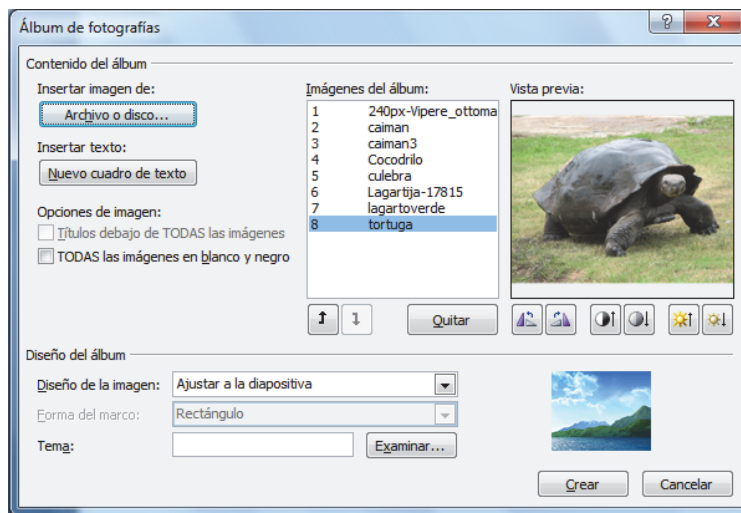 Álbum de fotografías
Contenido del álbum
Insertar imagen de:
Archivo o disco...
Insertar texto:
Nuevo cuadro de texto
Opciones de imagen:
Títulos debajo de TODAS las imágenes
TODAS las imágenes en blanco y negro
Imágenes del álbum:
1 240px-Vipere_ottoma
2 caiman
3 caiman3
4 Cocodrilo
5 culebra
6 Lagartija-17815
7 lagartoverde
8 tortuga
Quitar
Vista previa:
Diseño del álbum
Diseño de la imagen: Ajustar a la diapositiva
Forma del marco: Rectángulo
Tema: Examinar...
Crear Cancelar